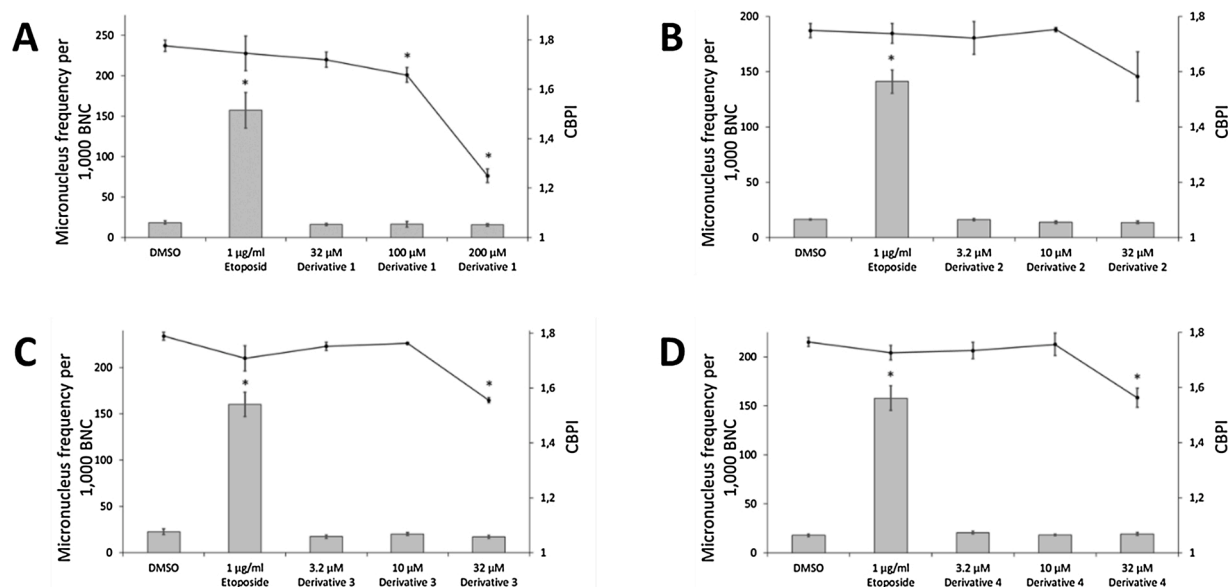 A
Micronucleus frequency per
1,000 BNC
250
200
150
100
50
0
1,8
1,6
1,4
1,2
1
CBPI
*
*
*
DMSO
1 µg/ml
Etoposid
32 µM
Derivative 1
100 µM
Derivative 1
200 µM
Derivative 1
B
Micronucleus frequency per
1,000 BNC
200
150
100
50
0
1,8
1,6
1,4
1,2
1
CBPI
*
DMSO
1 µg/ml
Etoposide
3.2 µM
Derivative 2
10 µM
Derivative 2
32 µM
Derivative 2
C
Micronucleus frequency per
1,000 BNC
200
150
100
50
0
1,8
1,6
1,4
1,2
1
CBPI
*
*
DMSO
1 µg/ml
Etoposide
3.2 µM
Derivative 3
10 µM
Derivative 3
32 µM
Derivative 3
D
Micronucleus frequency per
1,000 BNC
200
150
100
50
0
1,8
1,6
1,4
1,2
1
CBPI
*
*
DMSO
1 µg/ml
Etoposide
3.2 µM
Derivative 4
10 µM
Derivative 4
32 µM
Derivative 4